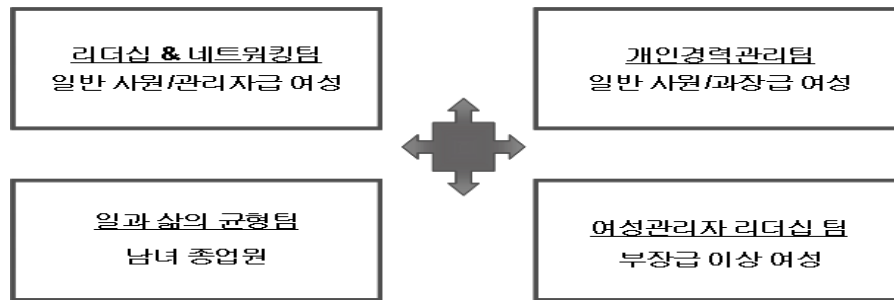 리더십 & 네트워킹팀
일반 사원/관리자급 여성
개인경력관리팀
일반 사원/과장급 여성
일과 삶의 균형팀
남녀 종업원
여성관리자 리더십 팀
부장급 이상 여성